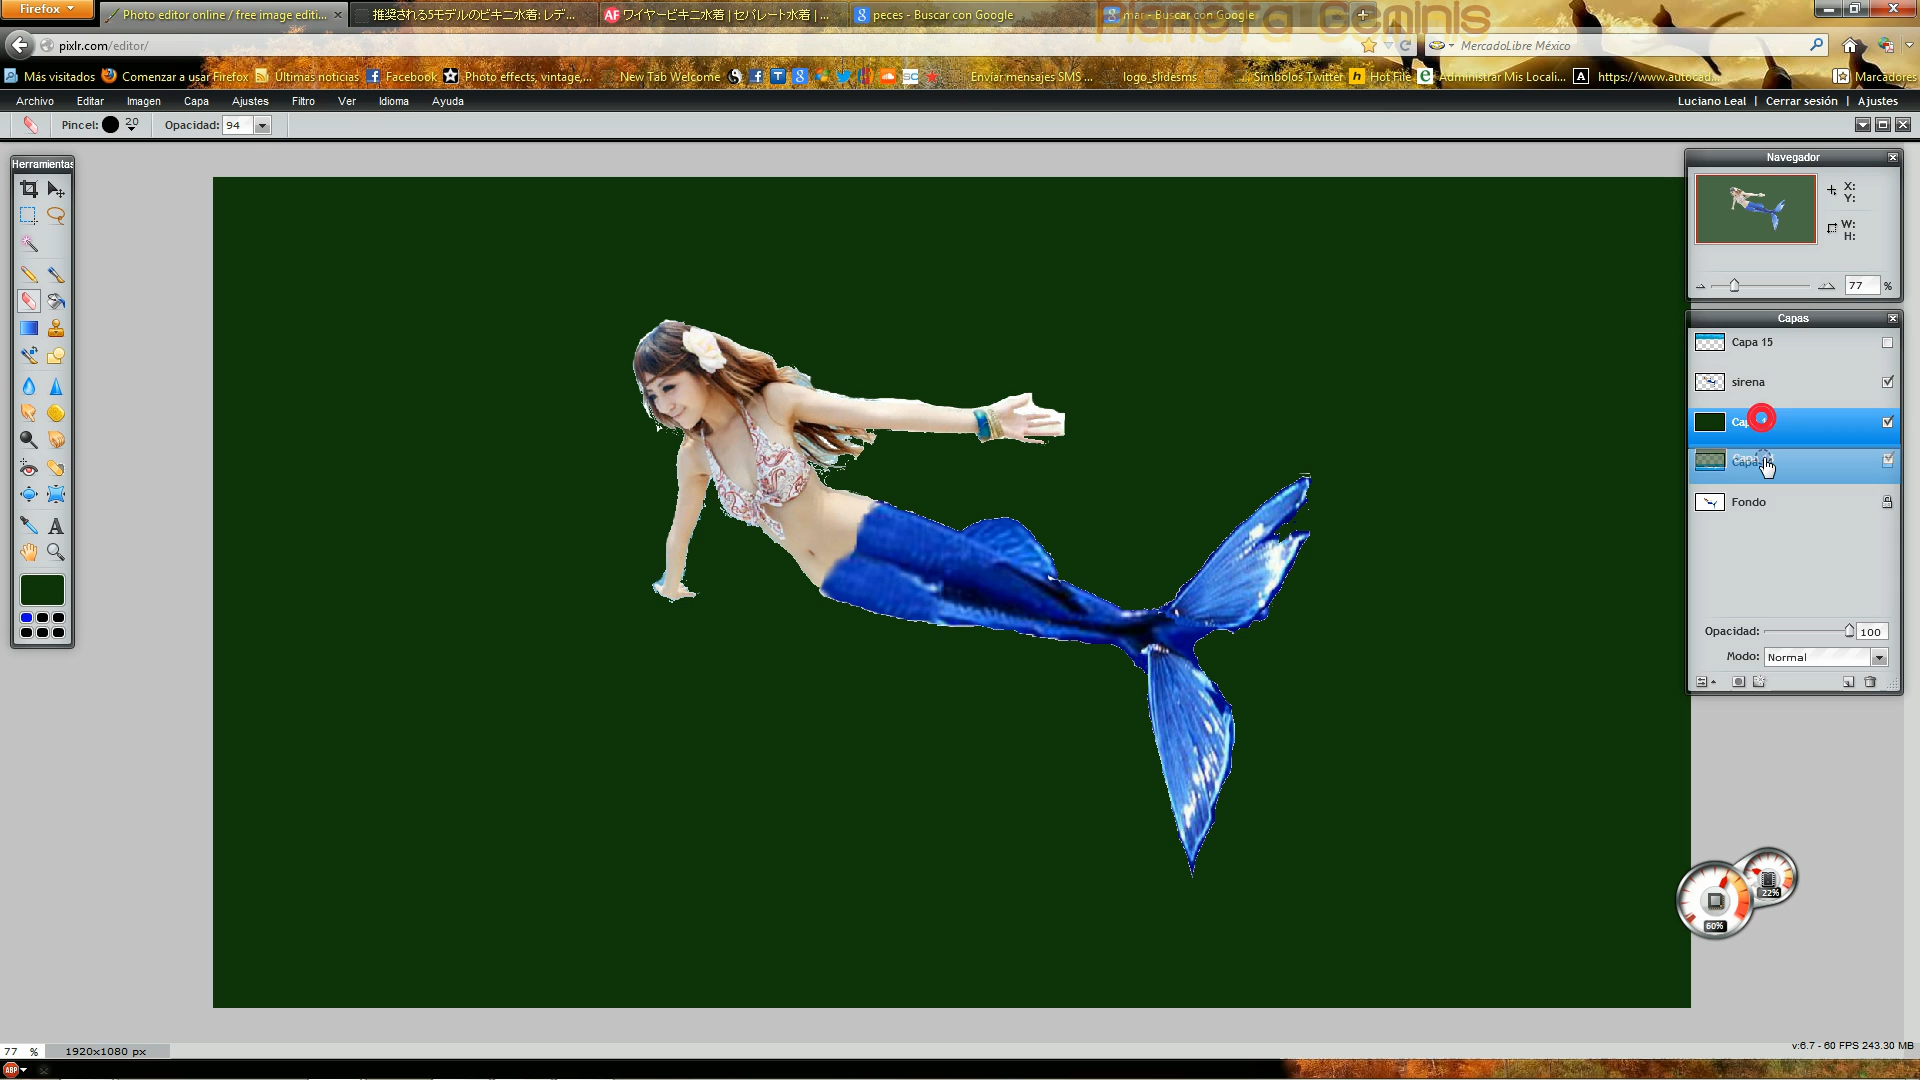 Firefox
Photo editor online / free image editi...
推奨される5モデルのビキニ水着: レデ...
AF ワイヤービキニ水着 | セパレート水着 | ...
peces - Buscar con Google
mar - Buscar con Google
Planeta Geminis
pixlr.com/editor/
MercadoLibre México
Más visitados
Comenzar a usar Firefox
Últimas noticias
Facebook
Photo effects, vintage,...
New Tab Welcome
Enviar mensajes SMS ...
logo_slidesms
Simbolos Twitter
Hot File
Administrar Mis Locali...
https://www.autocad...
Marcadores
Archivo Editar Imagen Capa Ajustes Filtro Ver Idioma Ayuda
Luciano Leal | Cerrar sesión | Ajustes
Pincel: 20 Opacidad: 94
Herramientas
Navegador
X:
Y:
W:
H:
77 %
Capas
Capa 15
sirena
Fondo
Opacidad: 100
Modo: Normal
22%
60%
77 % 1920x1080 px
v:6.7 - 60 FPS 243.30 MB
ABP